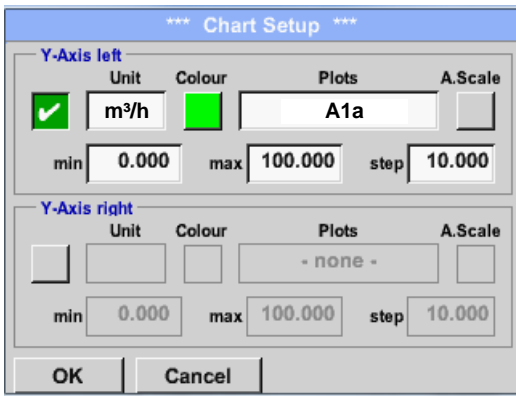 *** Chart Setup ***
Y-Axis left
Unit Colour Plots A.Scale
m³/h A1a
min 0.000 max 100.000 step 10.000
Y-Axis right
Unit Colour Plots A.Scale
- none -
min 0.000 max 100.000 step 10.000
OK Cancel